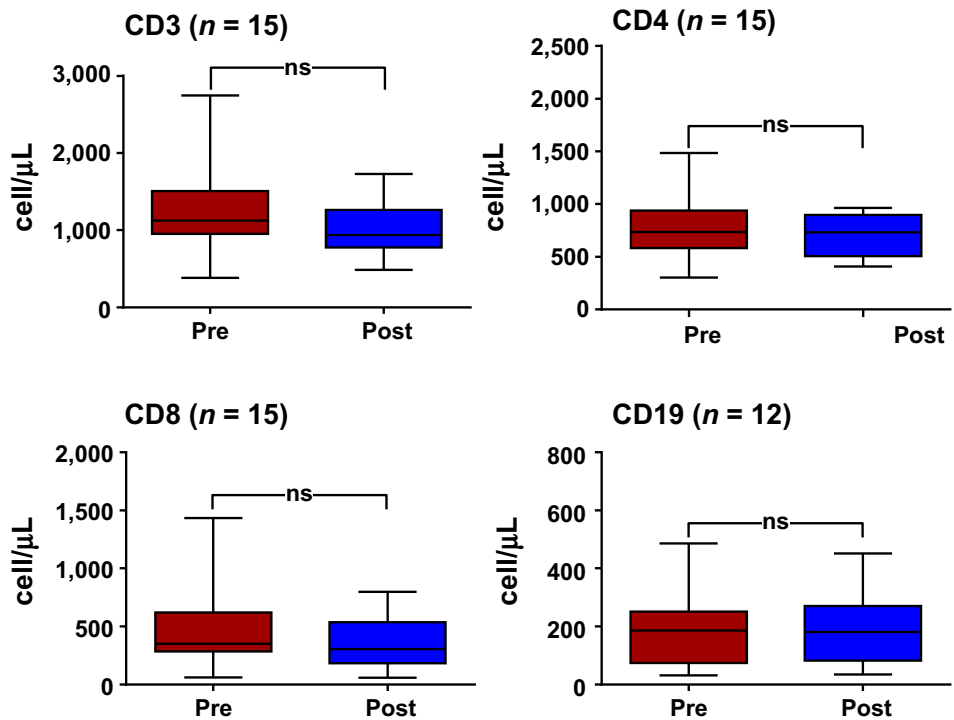 CD3 (n = 15)
cell/µL
3,000
2,000
1,000
0
ns
Pre
Post
CD4 (n = 15)
cell/µL
2,500
2,000
1,500
1,000
500
0
ns
Pre
Post
CD8 (n = 15)
cell/µL
2,000
1,500
1,000
500
0
ns
Pre
Post
CD19 (n = 12)
cell/µL
800
600
400
200
0
ns
Pre
Post